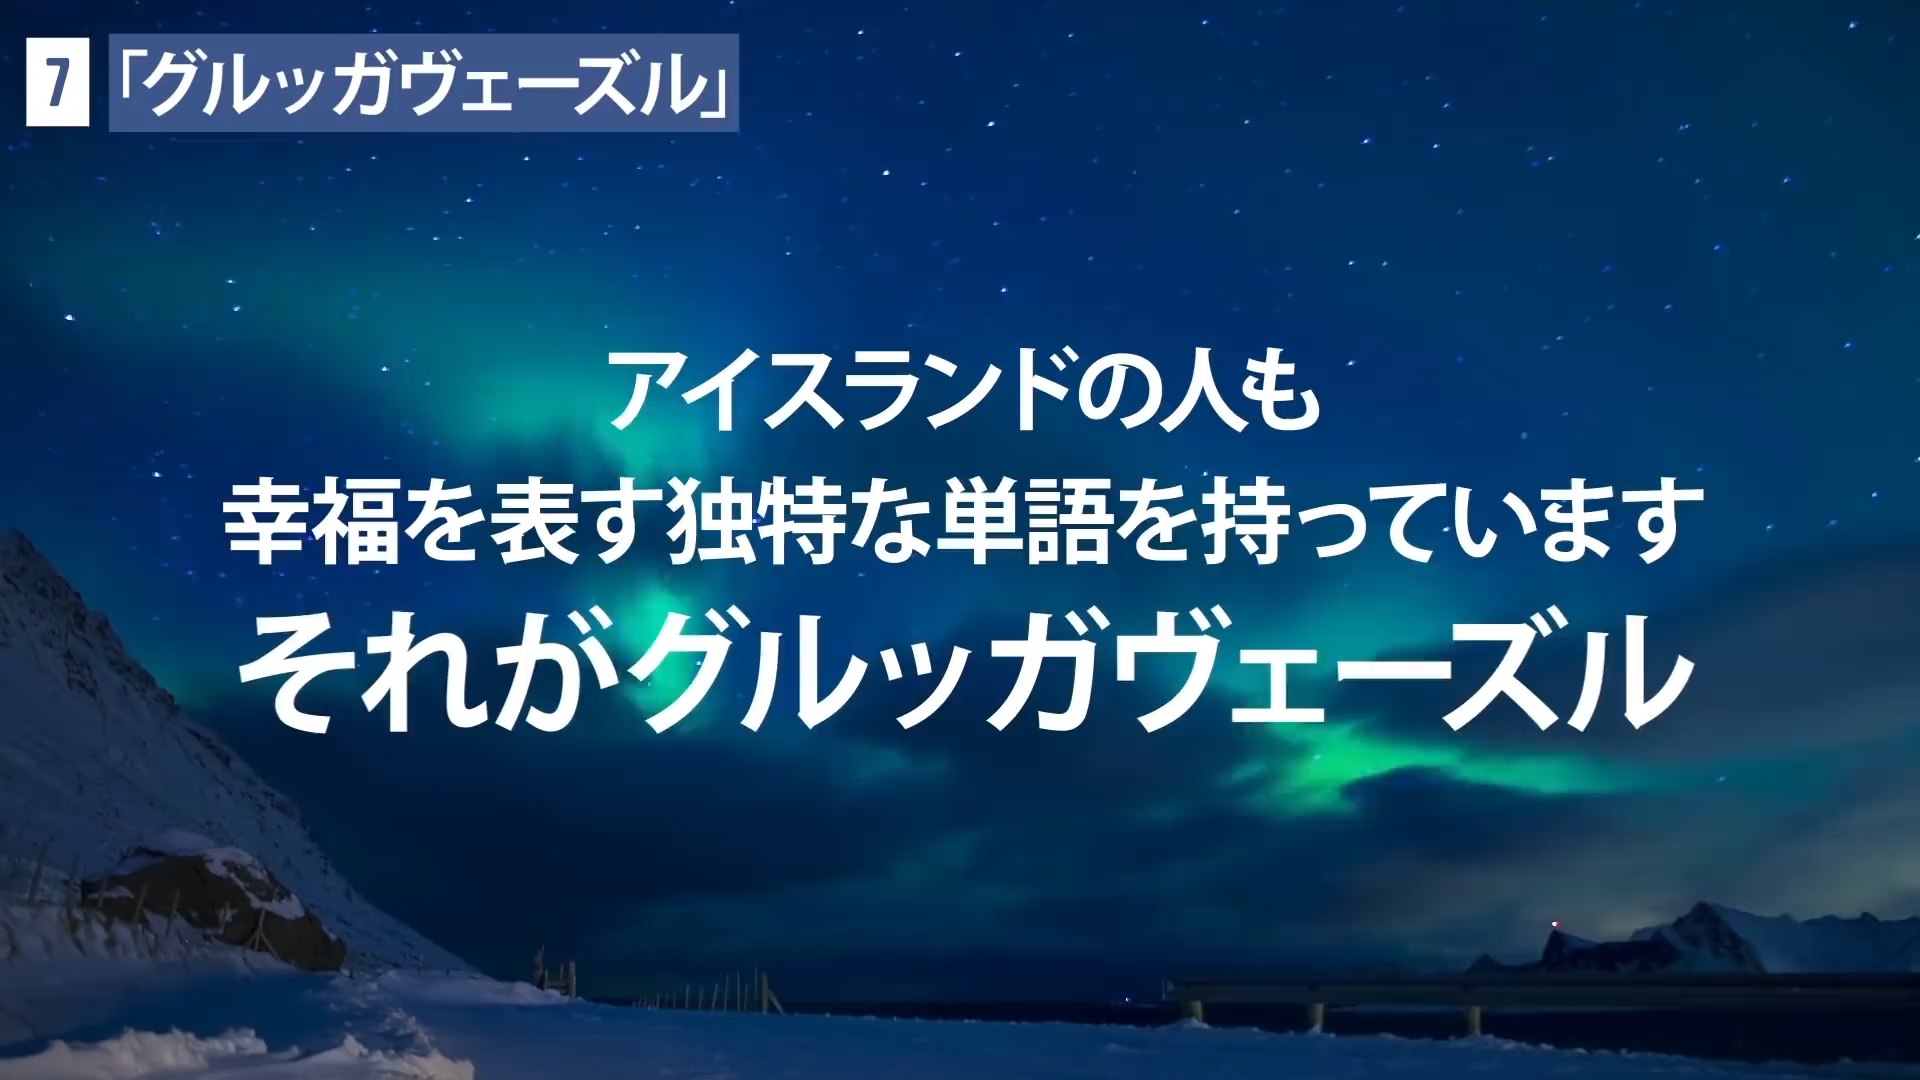 7 「グルッガヴェーズル」
アイスランドの人も
幸福を表す独特な単語を持っています
それがグルッガヴェーズル